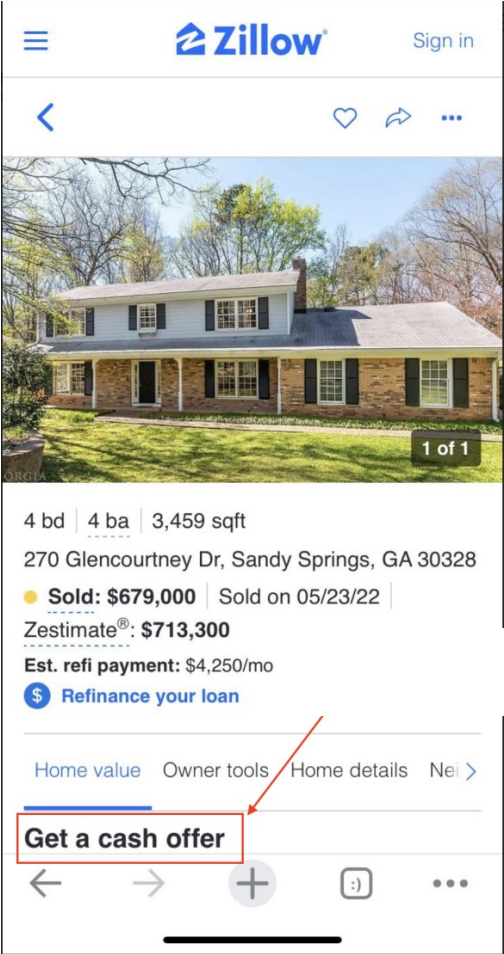 Zillow®
Sign in
1 of 1
ORGIA
4 bd | 4 ba | 3,459 sqft
270 Glencourtney Dr, Sandy Springs, GA 30328
Sold: $679,000 | Sold on 05/23/22
Zestimate®: $713,300
Est. refi payment: $4,250/mo
$ Refinance your loan
Home value Owner tools Home details Nei
Get a cash offer
:)